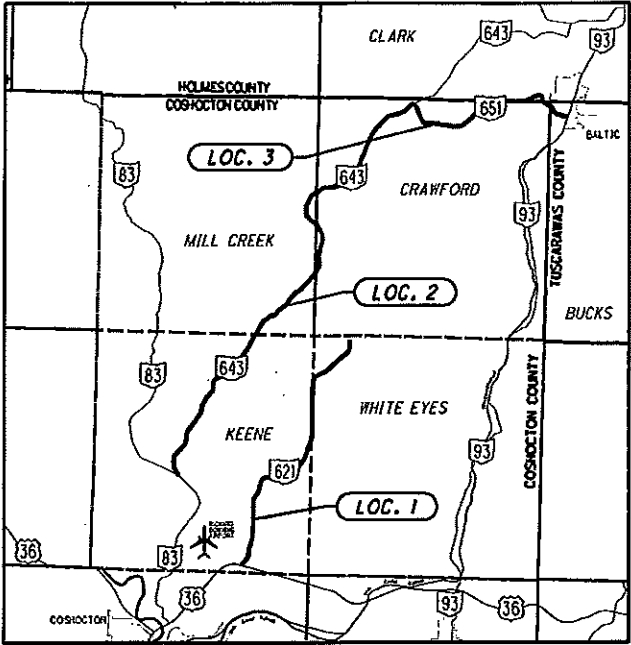 CLARK
643
93
HOLMES COUNTY
COSHOCTON COUNTY
651
BALTIC
LOC. 3
83
643
CRAWFORD
93
TUSCARAWAS COUNTY
MILL CREEK
LOC. 2
BUCKS
643
83
WHITE EYES
COSHOCTON COUNTY
KEENE
621
93
LOC. 1
36
83
36
93
36
COSHOCTON